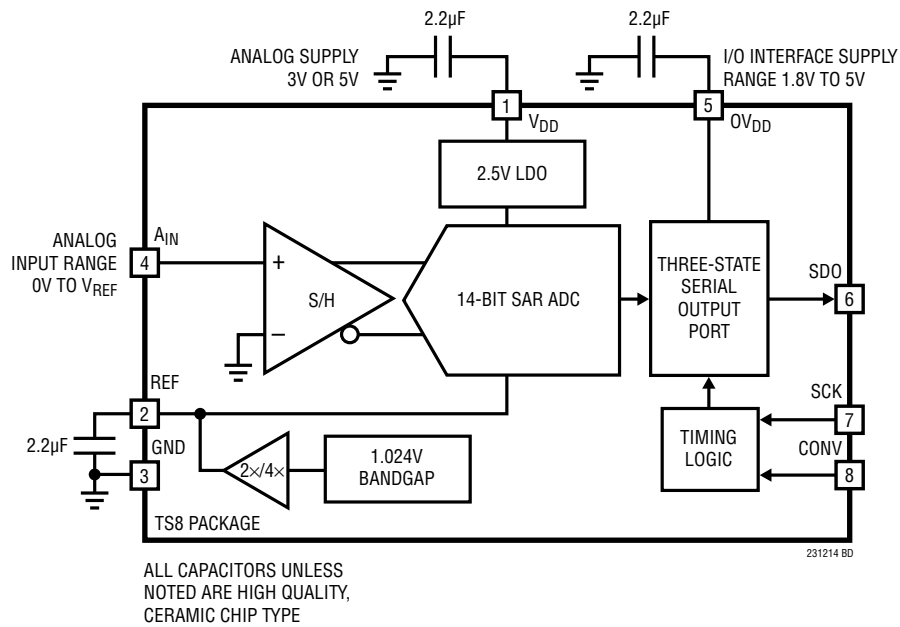 2.2µF
2.2µF
ANALOG SUPPLY
3V OR 5V
I/O INTERFACE SUPPLY
RANGE 1.8V TO 5V
1
VDD
5
OVDD
2.5V LDO
ANALOG
INPUT RANGE
0V TO VREF
4
AIN
+
S/H
–
14-BIT SAR ADC
THREE-STATE
SERIAL
OUTPUT
PORT
SDO
6
REF
2
2.2µF
GND
3
2×/4×
1.024V
BANDGAP
TIMING
LOGIC
SCK
7
CONV
8
TS8 PACKAGE
231214 BD
ALL CAPACITORS UNLESS
NOTED ARE HIGH QUALITY,
CERAMIC CHIP TYPE